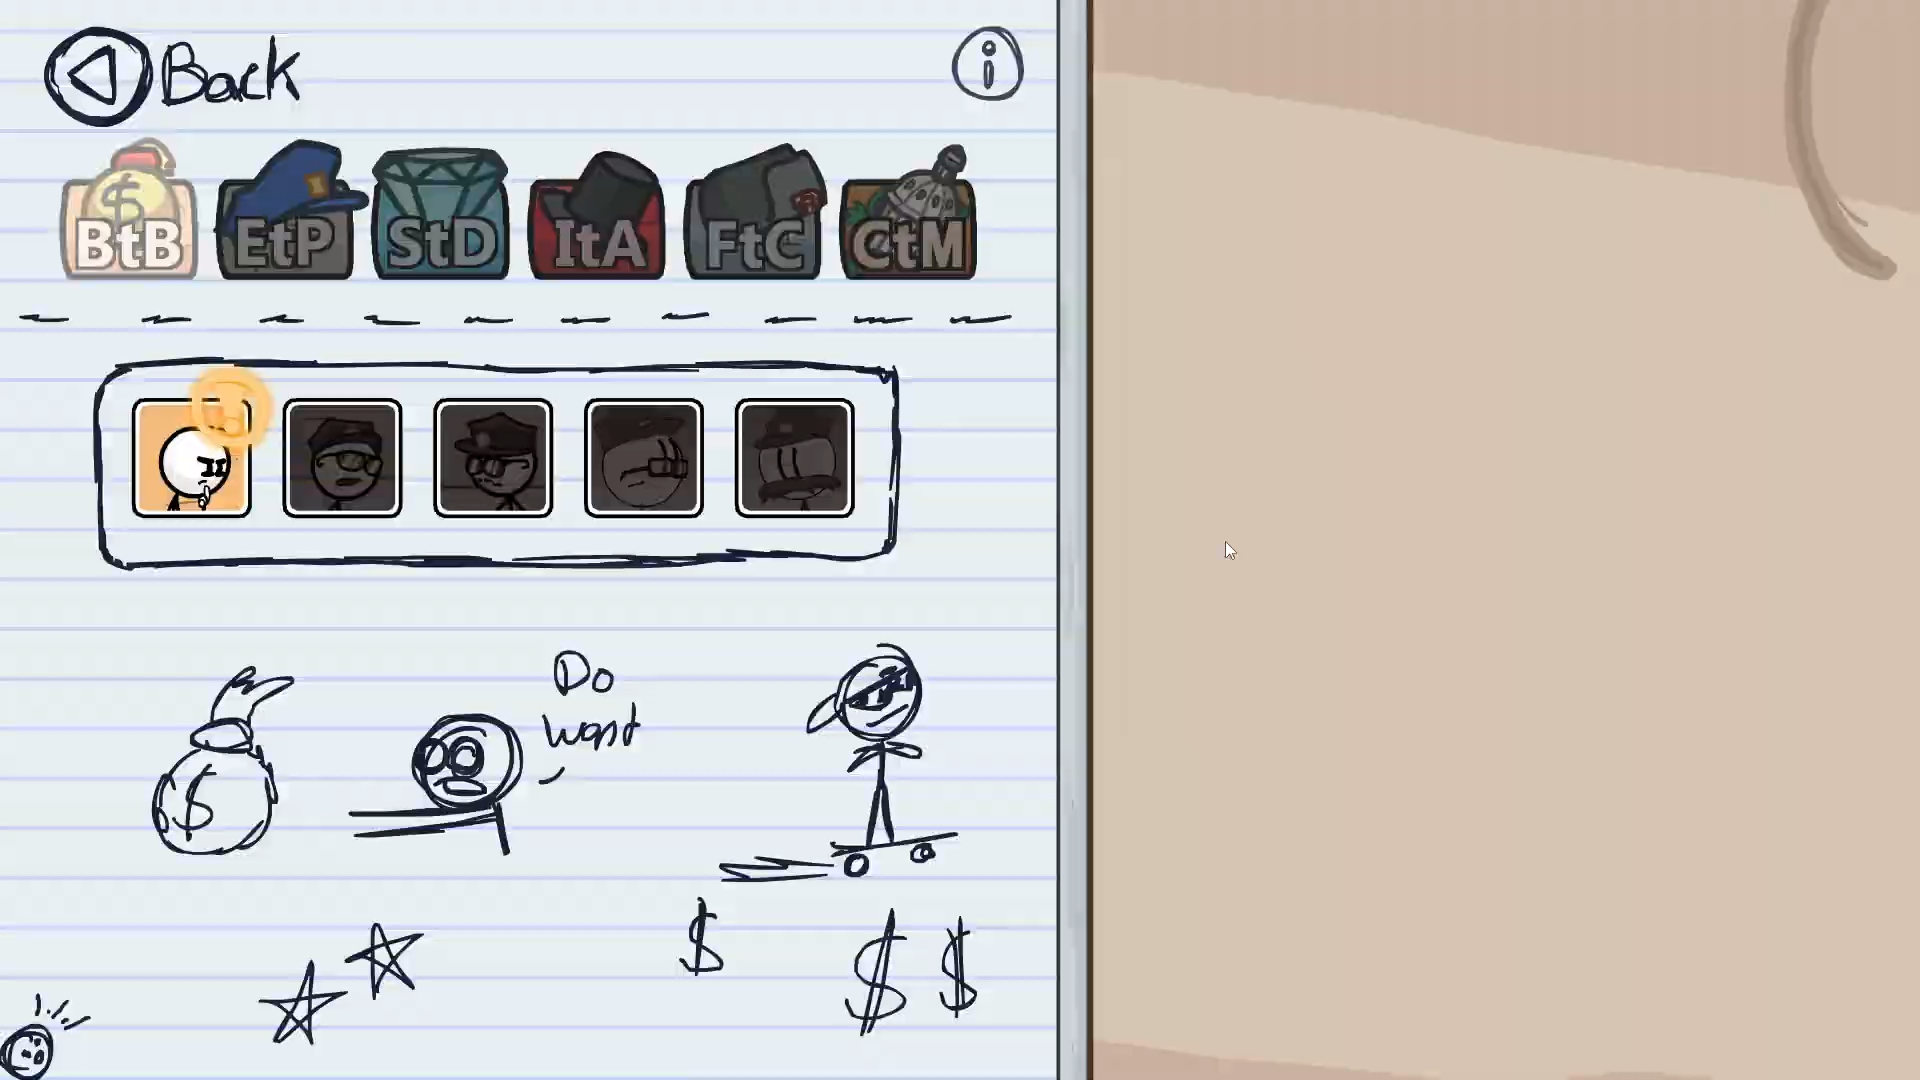 Back
i
$
BtB EtP StD ItA FtC CtM
Do
want
$
$ $ $